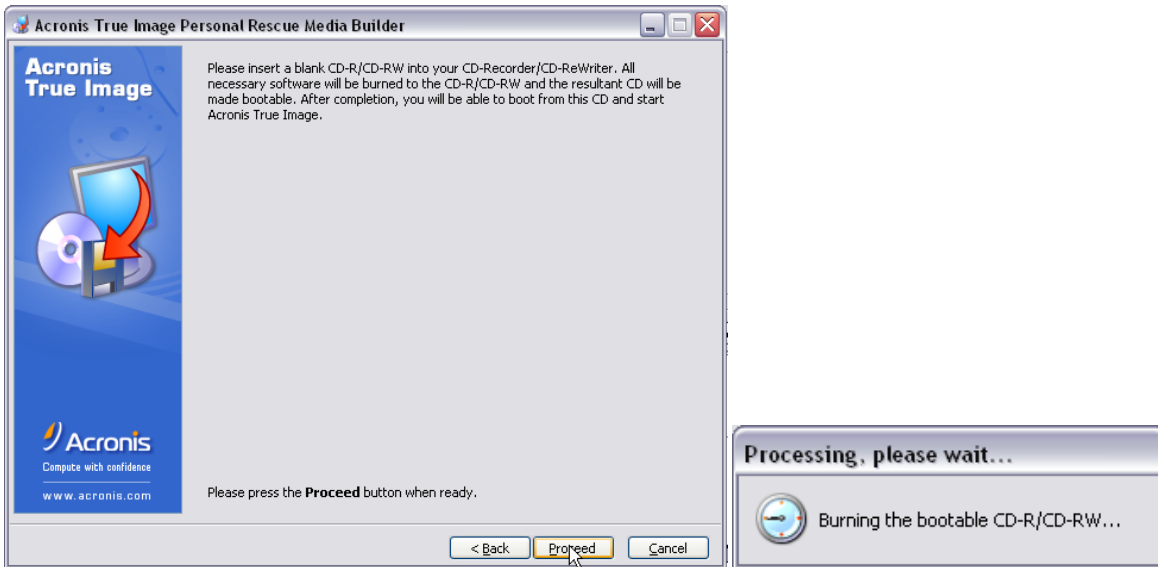 Acronis True Image Personal Rescue Media Builder
Acronis
True Image
Please insert a blank CD-R/CD-RW into your CD-Recorder/CD-ReWriter. All
necessary software will be burned to the CD-R/CD-RW and the resultant CD will be
made bootable. After completion, you will be able to boot from this CD and start
Acronis True Image.
Acronis
Compute with confidence
www.acronis.com
Please press the Proceed button when ready.
< Back Proceed Cancel
Processing, please wait...
Burning the bootable CD-R/CD-RW...